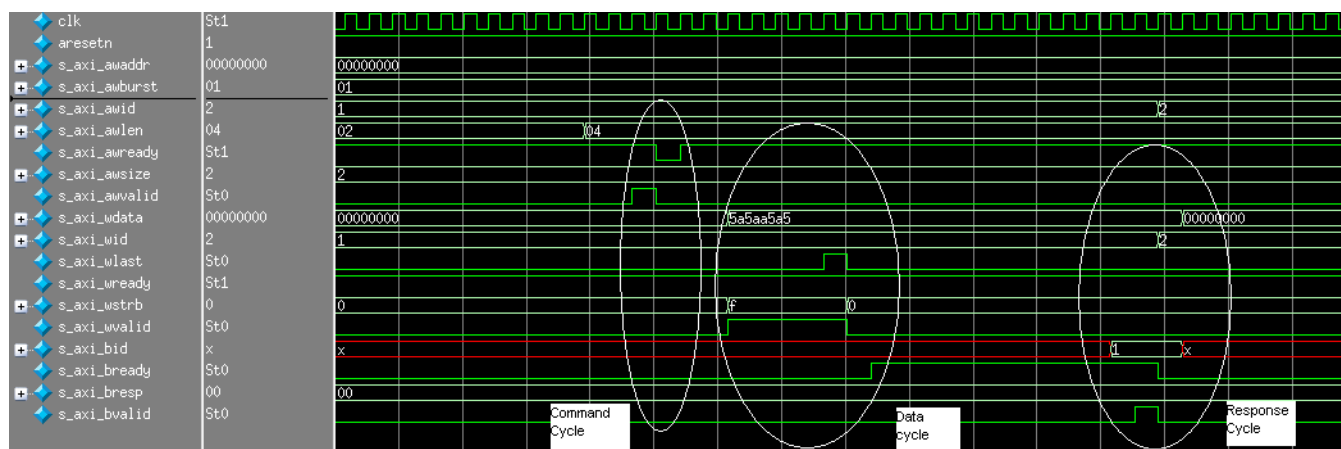 clk St1
aresetn 1
s_axi_awaddr 00000000 00000000
s_axi_awburst 01 01
s_axi_awid 2 1 2
s_axi_awlen 04 02 04
s_axi_awready St1
s_axi_awsize 2 2
s_axi_awvalid St0
s_axi_wdata 00000000 00000000 5a5aa5a5 00000000
s_axi_wid 2 1 2
s_axi_wlast St0
s_axi_wready St1
s_axi_wstrb 0 0 f 0
s_axi_wvalid St0
s_axi_bid x x 1 x
s_axi_bready St0
s_axi_bresp 00 00
s_axi_bvalid St0
Command
Cycle
Data
cycle
Response
Cycle